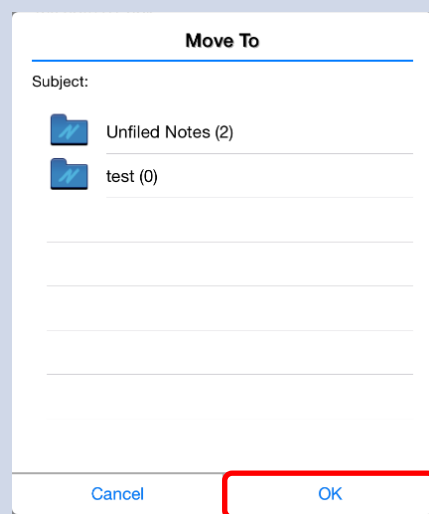 Move To
Subject:
Unfiled Notes (2)
test (0)
Cancel OK